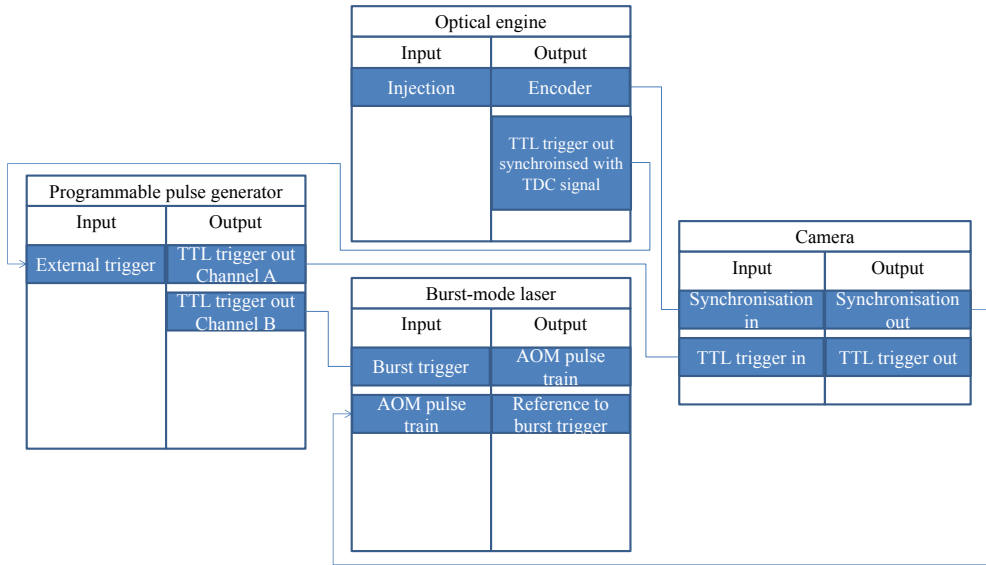 Optical engine
Input
Output
Injection
Encoder
TTL trigger out
synchroinsed with
TDC signal
Programmable pulse generator
Input
Output
External trigger
TTL trigger out
Channel A
TTL trigger out
Channel B
Burst-mode laser
Input
Output
Burst trigger
AOM pulse
train
AOM pulse
train
Reference to
burst trigger
Camera
Input
Output
Synchronisation
in
Synchronisation
out
TTL trigger in
TTL trigger out